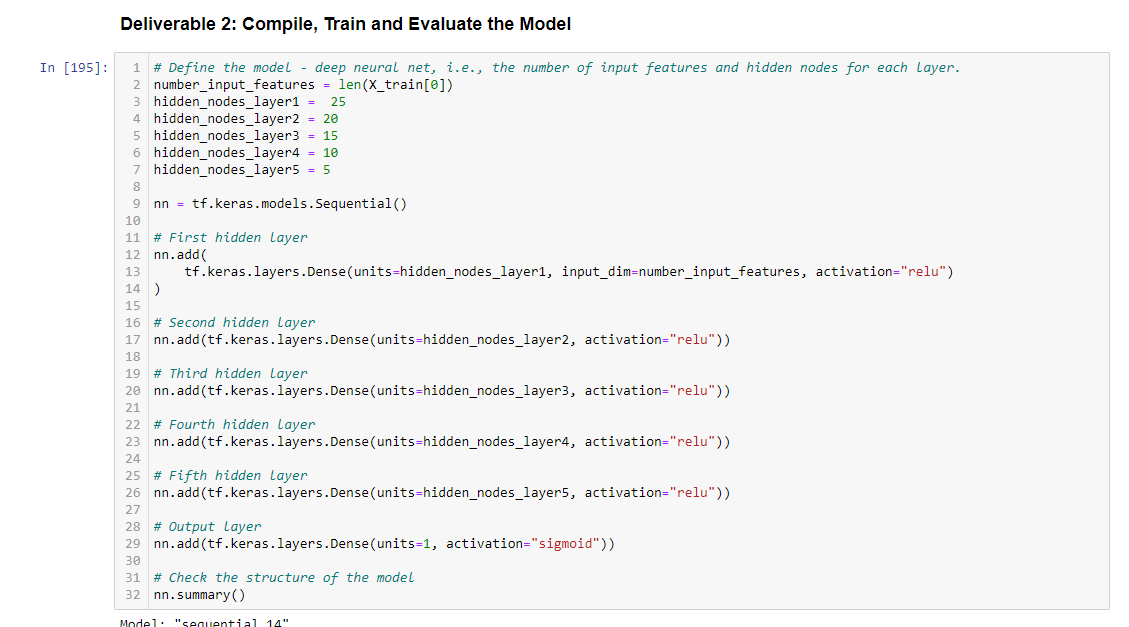 Deliverable 2: Compile, Train and Evaluate the Model
In [195]:
1 # Define the model - deep neural net, i.e., the number of input features and hidden nodes for each layer.
2 number_input_features = len(X_train[0])
3 hidden_nodes_layer1 =  25
4 hidden_nodes_layer2 = 20
5 hidden_nodes_layer3 = 15
6 hidden_nodes_layer4 = 10
7 hidden_nodes_layer5 = 5
8
9 nn = tf.keras.models.Sequential()
10
11 # First hidden layer
12 nn.add(
13     tf.keras.layers.Dense(units=hidden_nodes_layer1, input_dim=number_input_features, activation="relu")
14 )
15
16 # Second hidden layer
17 nn.add(tf.keras.layers.Dense(units=hidden_nodes_layer2, activation="relu"))
18
19 # Third hidden layer
20 nn.add(tf.keras.layers.Dense(units=hidden_nodes_layer3, activation="relu"))
21
22 # Fourth hidden layer
23 nn.add(tf.keras.layers.Dense(units=hidden_nodes_layer4, activation="relu"))
24
25 # Fifth hidden layer
26 nn.add(tf.keras.layers.Dense(units=hidden_nodes_layer5, activation="relu"))
27
28 # Output layer
29 nn.add(tf.keras.layers.Dense(units=1, activation="sigmoid"))
30
31 # Check the structure of the model
32 nn.summary()
Model: "sequential_14"